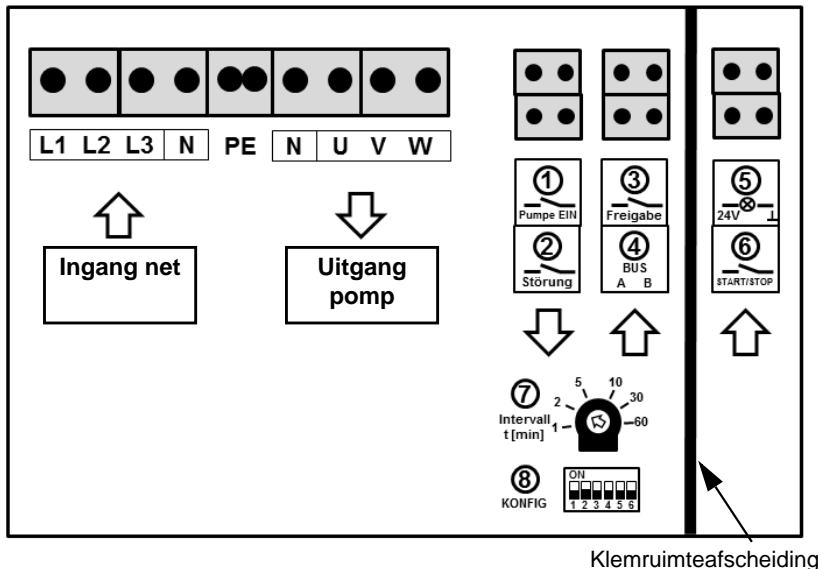 L1 L2 L3 N PE N U V W
Ingang net
Uitgang
pomp
1
Pumpe EIN
2
Störung
3
Freigabe
4
BUS
A B
5
24V
6
START/STOP
7
Intervall
t [min]
1 2 5 10 30 60
8
KONFIG
ON
1 2 3 4 5 6
Klemruimteafscheiding